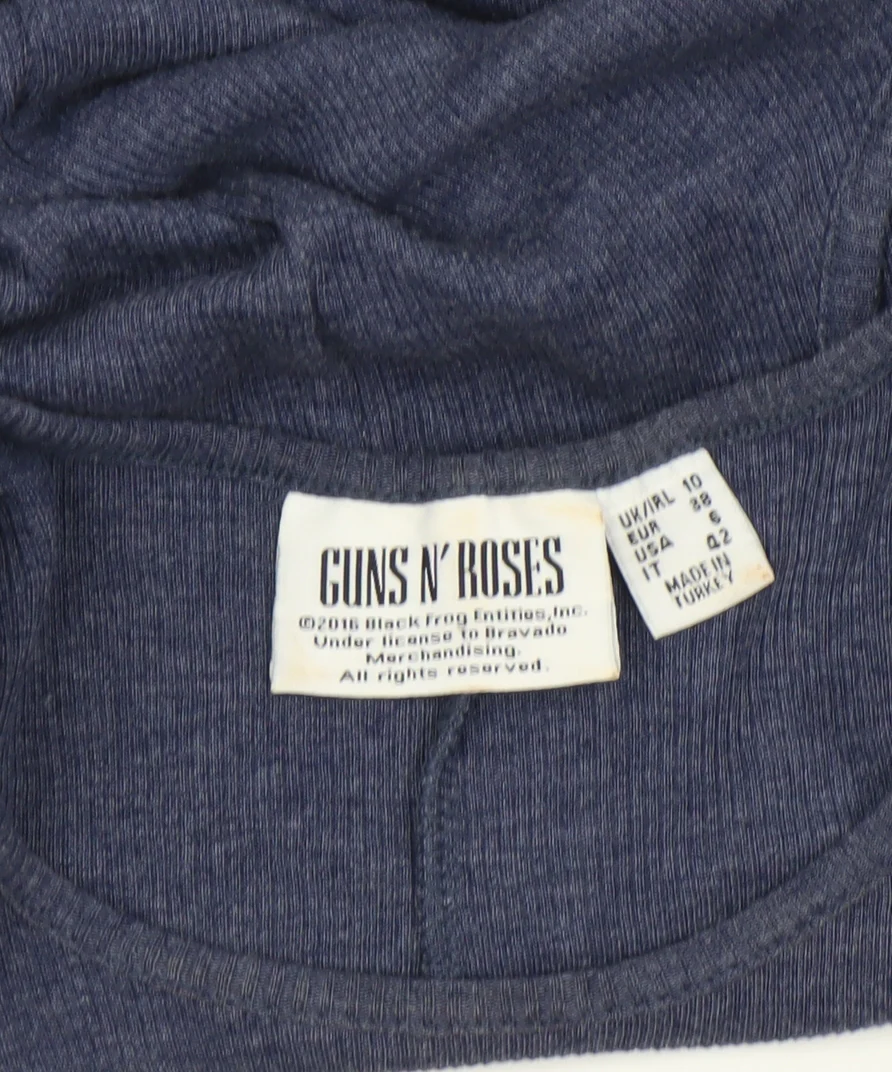 GUNS N' ROSES
©2016 Black Frog Entities, Inc.
Under license to Bravado
Merchandising.
All rights reserved.
UK/IRL 10
EUR 38
USA 6
IT 42
MADE IN
TURKEY